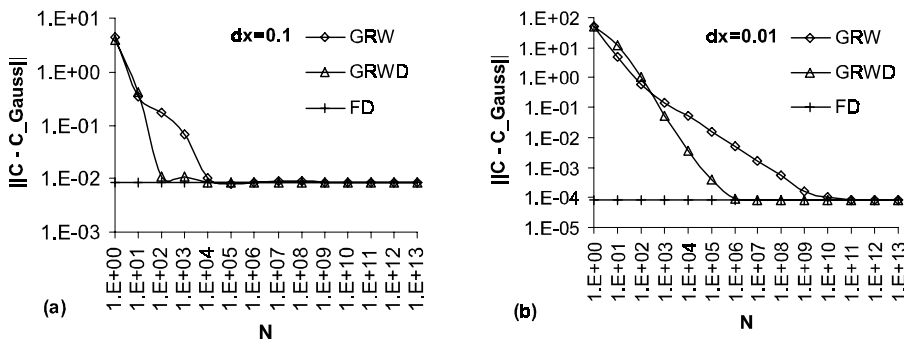 1.E+01
1.E+00
1.E-01
1.E-02
1.E-03
||C - C_Gauss||
dx=0.1
GRW
GRWD
FD
1.E+00
1.E+01
1.E+02
1.E+03
1.E+04
1.E+05
1.E+06
1.E+07
1.E+08
1.E+09
1.E+10
1.E+11
1.E+12
1.E+13
(a)
N
1.E+02
1.E+01
1.E+00
1.E-01
1.E-02
1.E-03
1.E-04
1.E-05
||C - C_Gauss||
dx=0.01
GRW
GRWD
FD
1.E+00
1.E+01
1.E+02
1.E+03
1.E+04
1.E+05
1.E+06
1.E+07
1.E+08
1.E+09
1.E+10
1.E+11
1.E+12
1.E+13
(b)
N